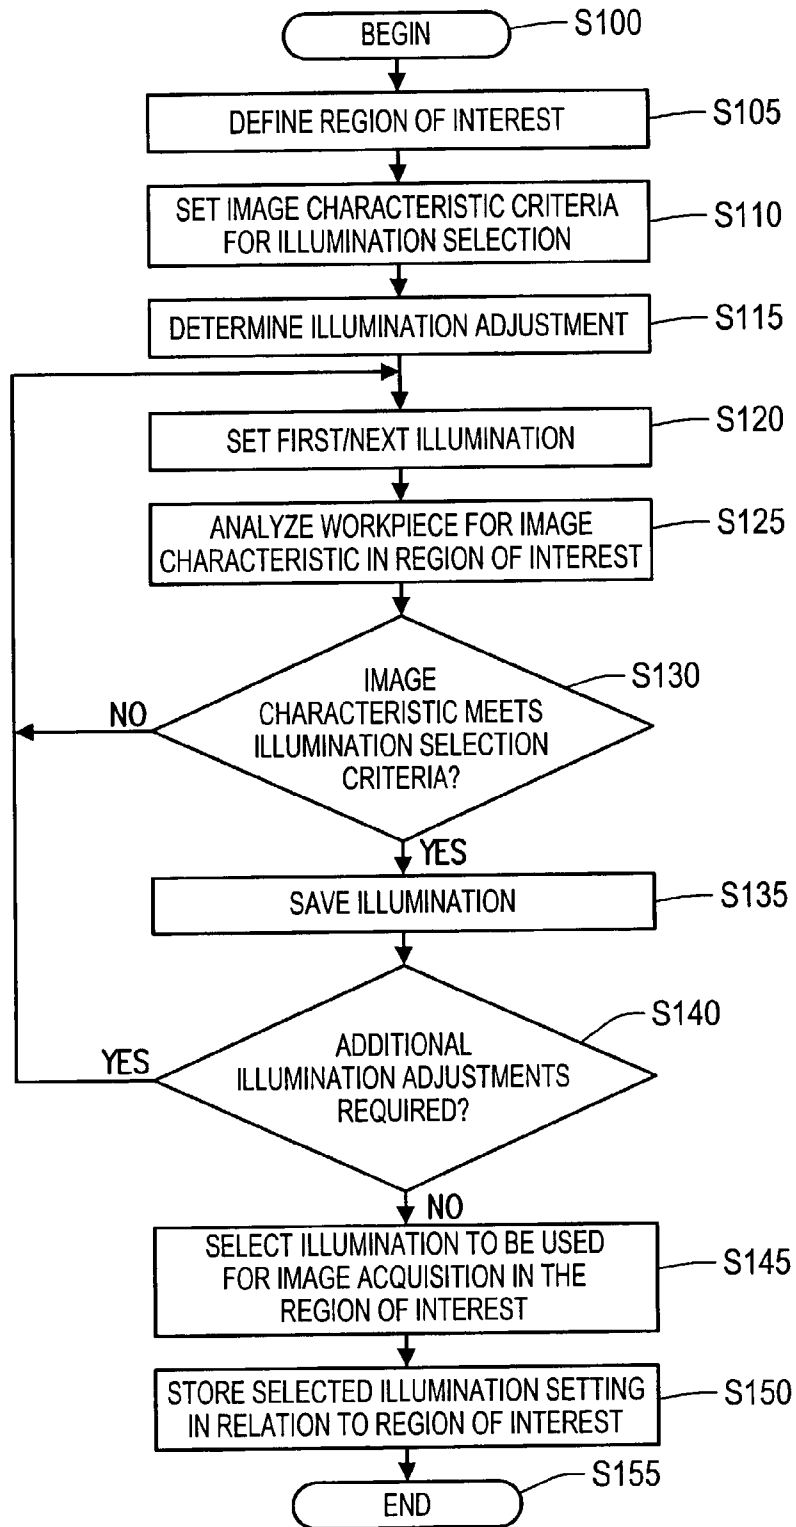 BEGIN
S100
DEFINE REGION OF INTEREST
S105
SET IMAGE CHARACTERISTIC CRITERIA
FOR ILLUMINATION SELECTION
S110
DETERMINE ILLUMINATION ADJUSTMENT
S115
SET FIRST/NEXT ILLUMINATION
S120
ANALYZE WORKPIECE FOR IMAGE
CHARACTERISTIC IN REGION OF INTEREST
S125
IMAGE
CHARACTERISTIC MEETS
ILLUMINATION SELECTION
CRITERIA?
S130
NO
YES
SAVE ILLUMINATION
S135
ADDITIONAL
ILLUMINATION ADJUSTMENTS
REQUIRED?
S140
YES
NO
SELECT ILLUMINATION TO BE USED
FOR IMAGE ACQUISITION IN THE
REGION OF INTEREST
S145
STORE SELECTED ILLUMINATION SETTING
IN RELATION TO REGION OF INTEREST
S150
END
S155